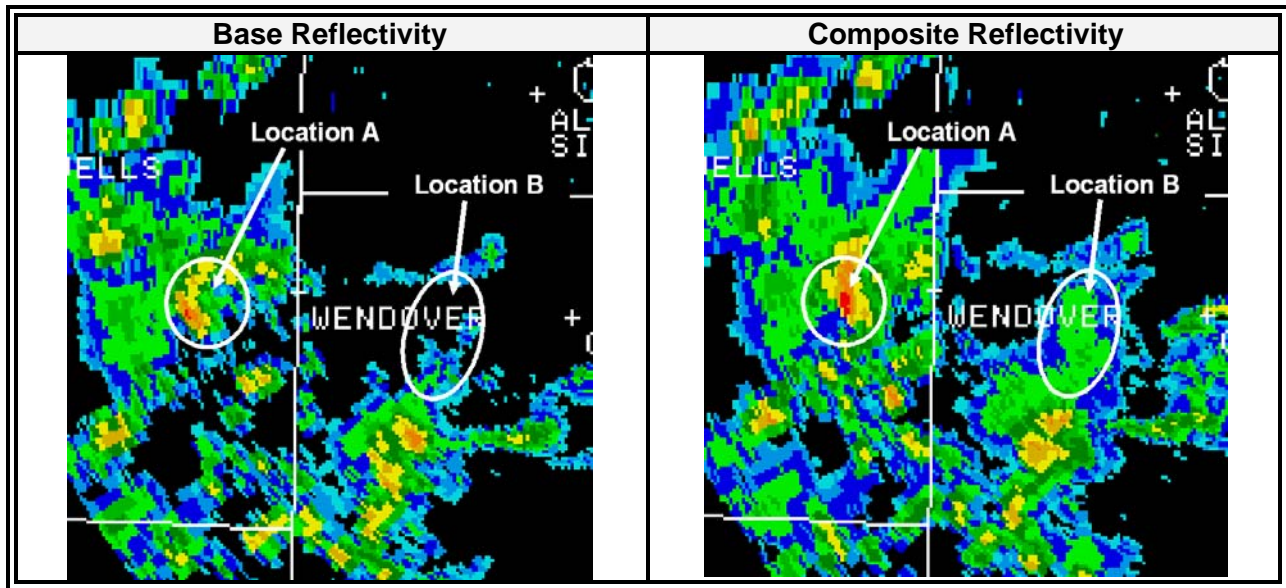 Base Reflectivity
Composite Reflectivity
AL
SI
Location A
ELLS
Location B
WENDOVER
AL
SI
Location A
ELLS
Location B
WENDOVER